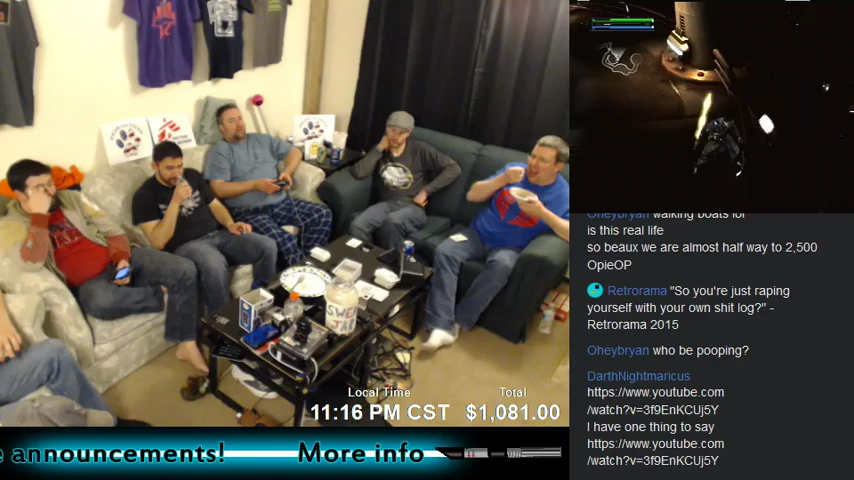 SWEAR
JAR
Local Time
Total
11:16 PM CST
$1,081.00
e announcements!
More info
Oheybryan walking boats lol
is this real life
so beaux we are almost half way to 2,500
OpieOP
Retrorama "So you're just raping
yourself with your own shit log?" -
Retrorama 2015
Oheybryan who be pooping?
DarthNightmaricus
https://www.youtube.com
/watch?v=3f9EnKCUj5Y
I have one thing to say
https://www.youtube.com
/watch?v=3f9EnKCUj5Y